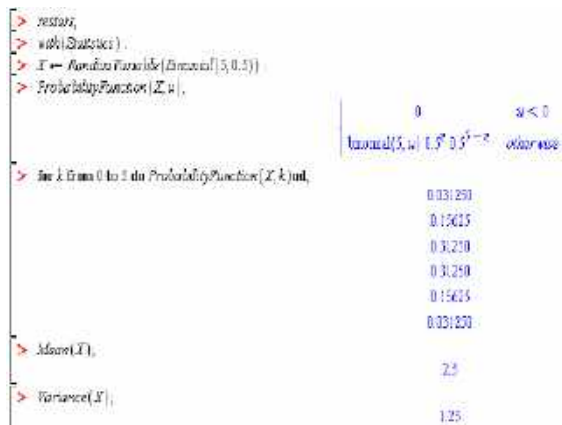 > restart;
> with(Statistics):
> X := RandomVariable(Binomial(5, 0.5)):
> ProbabilityFunction(X, u);
0 u < 0
binomial(5, u) 0.5^u 0.5^(5 − u) otherwise
> for k from 0 to 5 do ProbabilityFunction(X, k) od;
0.031250
0.15625
0.31250
0.31250
0.15625
0.031250
> Mean(X);
2.5
> Variance(X);
1.25